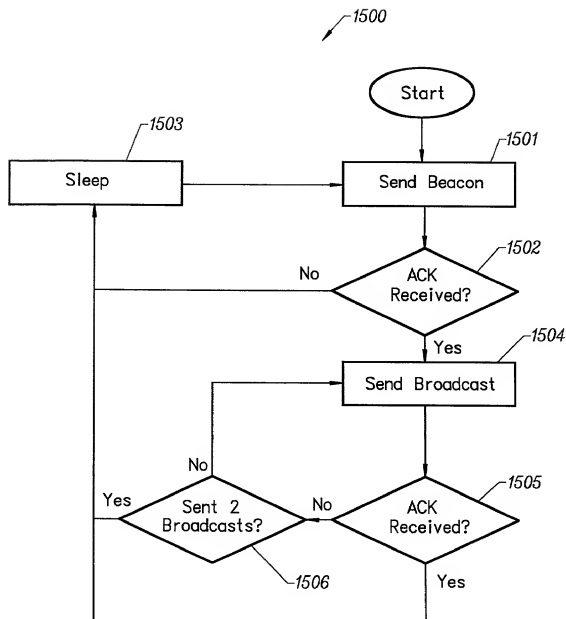 1500
Start
1503
1501
Sleep
Send Beacon
1502
No
ACK
Received?
Yes
1504
Send Broadcast
No
1505
Yes
Sent 2
Broadcasts?
No
ACK
Received?
1506
Yes